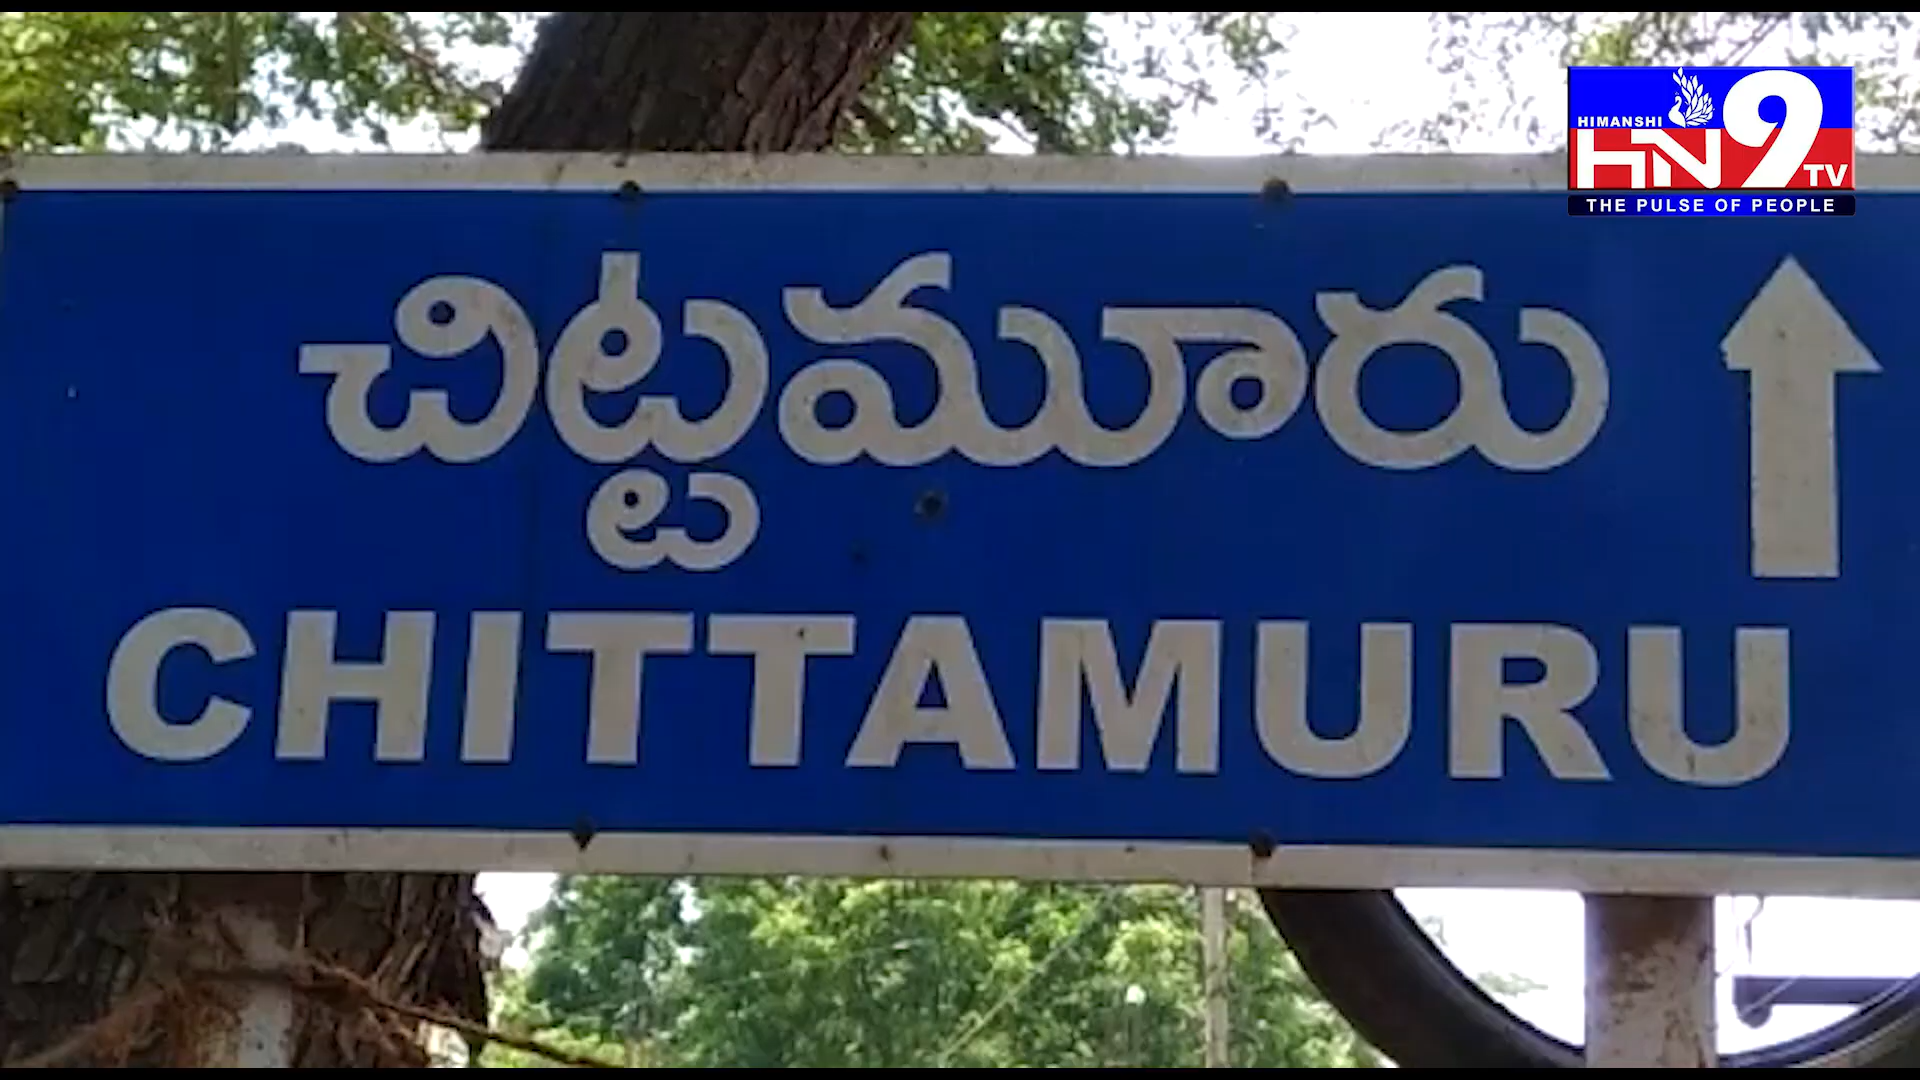 HIMANSHI
HN9TV
THE PULSE OF PEOPLE
చిట్టమూరు
CHITTAMURU